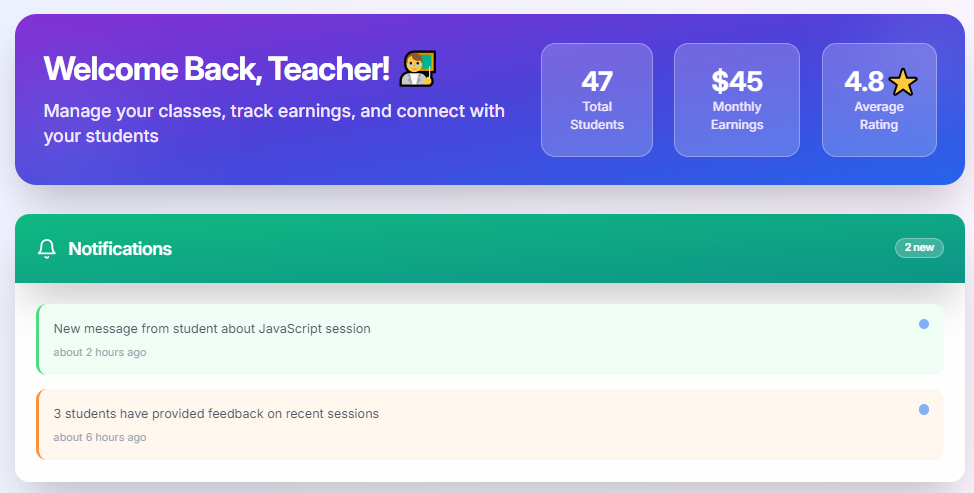 Welcome Back, Teacher! 👩‍🏫
Manage your classes, track earnings, and connect with
your students
47
Total
Students
$45
Monthly
Earnings
4.8⭐
Average
Rating
Notifications
2 new
New message from student about JavaScript session
about 2 hours ago
3 students have provided feedback on recent sessions
about 6 hours ago